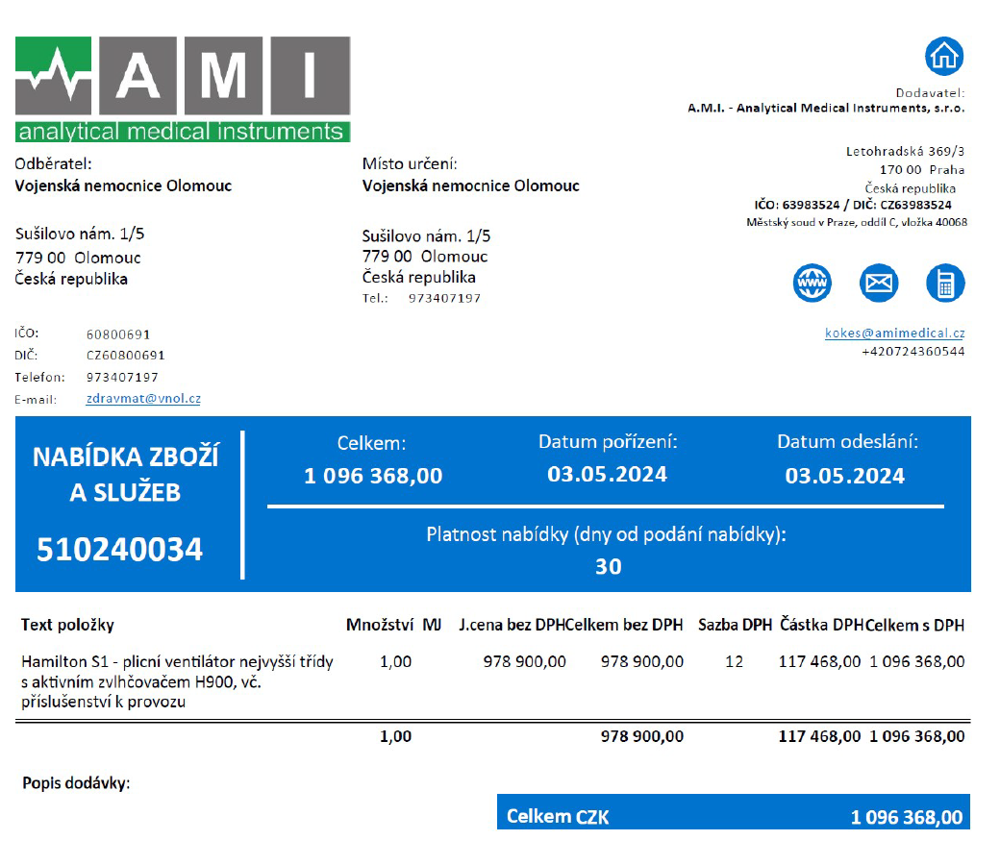 AMI
analytical medical instruments
Dodavatel:
A.M.I. - Analytical Medical Instruments, s.r.o.
Letohradská 369/3
170 00 Praha
Česká republika
IČO: 63983524 / DIČ: CZ63983524
Městský soud v Praze, oddíl C, vložka 40068
Odběratel:
Vojenská nemocnice Olomouc
Sušilovo nám. 1/5
779 00 Olomouc
Česká republika
Místo určení:
Vojenská nemocnice Olomouc
Sušilovo nám. 1/5
779 00 Olomouc
Česká republika
Tel.: 973407197
WWW
kokes@amimedical.cz
+420724360544
IČO: 60800691
DIČ: CZ60800691
Telefon: 973407197
E-mail: zdravmat@vnol.cz
NABÍDKA ZBOŽÍ
A SLUŽEB
510240034
Celkem: Datum pořízení: Datum odeslání:
1 096 368,00 03.05.2024 03.05.2024
Platnost nabídky (dny od podání nabídky):
30
Text položky Množství MJ J.cena bez DPH Celkem bez DPH Sazba DPH Částka DPH Celkem s DPH
Hamilton S1 - plicní ventilátor nejvyšší třídy 1,00 978 900,00 978 900,00 12 117 468,00 1 096 368,00
s aktivním zvlhčovačem H900, vč.
příslušenství k provozu
1,00 978 900,00 117 468,00 1 096 368,00
Popis dodávky:
Celkem CZK 1 096 368,00